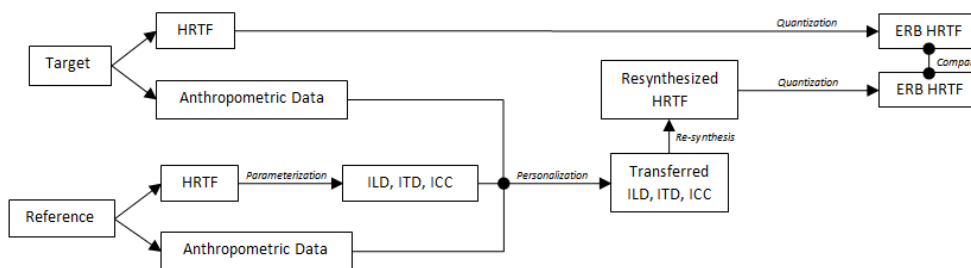 HRTF
Quantization
ERB HRTF
Target
Anthropometric Data
Resynthesized
HRTF
Quantization
ERB HRTF
Re-synthesis
HRTF
Parameterization
ILD, ITD, ICC
Personalization
Transferred
ILD, ITD, ICC
Reference
Anthropometric Data